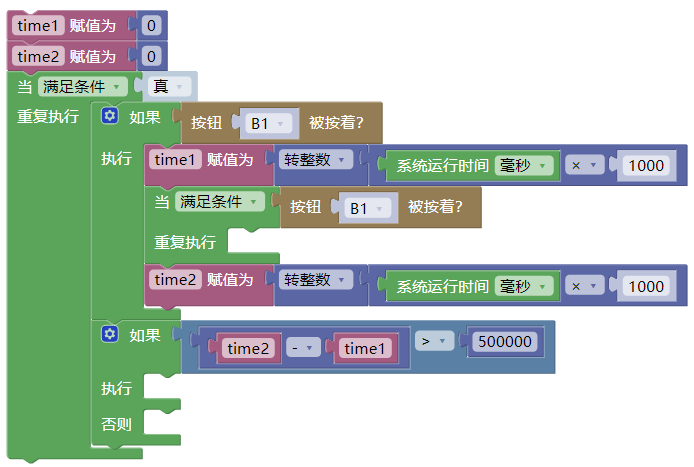 time1 赋值为 0
time2 赋值为 0
当 满足条件 真
重复执行 如果 按钮 B1 被按着?
执行 time1 赋值为 转整数 系统运行时间 毫秒 × 1000
当 满足条件 按钮 B1 被按着?
重复执行
time2 赋值为 转整数 系统运行时间 毫秒 × 1000
如果 time2 - time1 > 500000
执行
否则